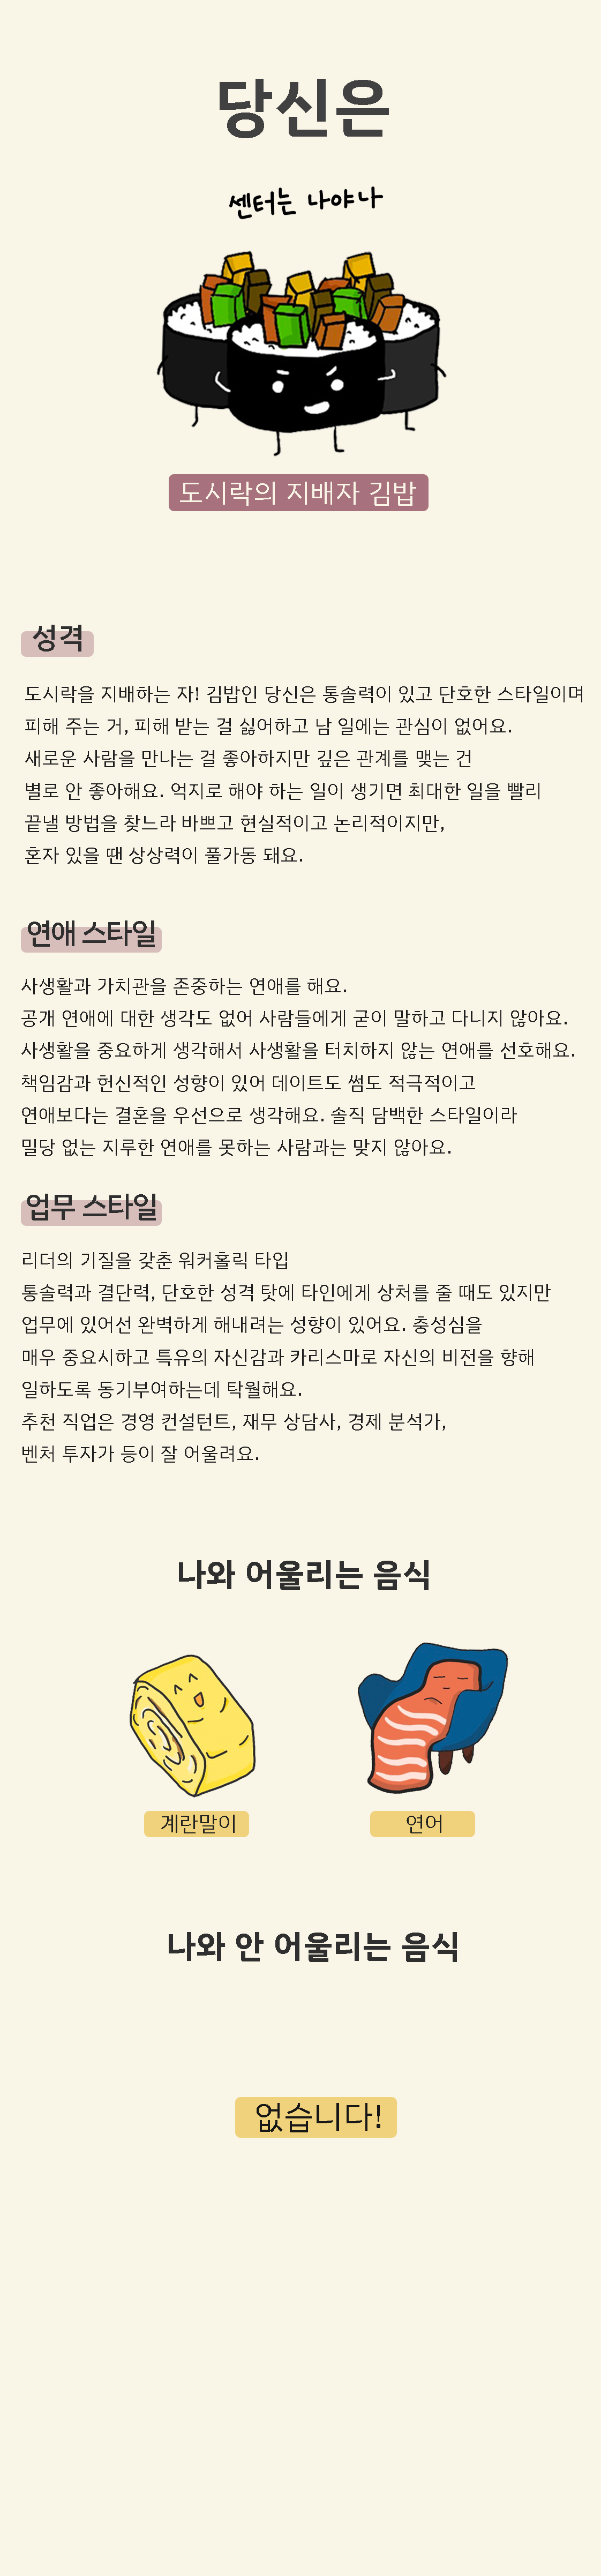 당신은
센터는 나야나
도시락의 지배자 김밥
성격
도시락을 지배하는 자! 김밥인 당신은 통솔력이 있고 단호한 스타일이며
피해 주는 거, 피해 받는 걸 싫어하고 남 일에는 관심이 없어요.
새로운 사람을 만나는 걸 좋아하지만 깊은 관계를 맺는 건
별로 안 좋아해요. 억지로 해야 하는 일이 생기면 최대한 일을 빨리
끝낼 방법을 찾느라 바쁘고 현실적이고 논리적이지만,
혼자 있을 땐 상상력이 풀가동 돼요.
연애 스타일
사생활과 가치관을 존중하는 연애를 해요.
공개 연애에 대한 생각도 없어 사람들에게 굳이 말하고 다니지 않아요.
사생활을 중요하게 생각해서 사생활을 터치하지 않는 연애를 선호해요.
책임감과 헌신적인 성향이 있어 데이트도 썸도 적극적이고
연애보다는 결혼을 우선으로 생각해요. 솔직 담백한 스타일이라
밀당 없는 지루한 연애를 못하는 사람과는 맞지 않아요.
업무 스타일
리더의 기질을 갖춘 워커홀릭 타입
통솔력과 결단력, 단호한 성격 탓에 타인에게 상처를 줄 때도 있지만
업무에 있어선 완벽하게 해내려는 성향이 있어요. 충성심을
매우 중요시하고 특유의 자신감과 카리스마로 자신의 비전을 향해
일하도록 동기부여하는데 탁월해요.
추천 직업은 경영 컨설턴트, 재무 상담사, 경제 분석가,
벤처 투자가 등이 잘 어울려요.
나와 어울리는 음식
계란말이
연어
나와 안 어울리는 음식
없습니다!